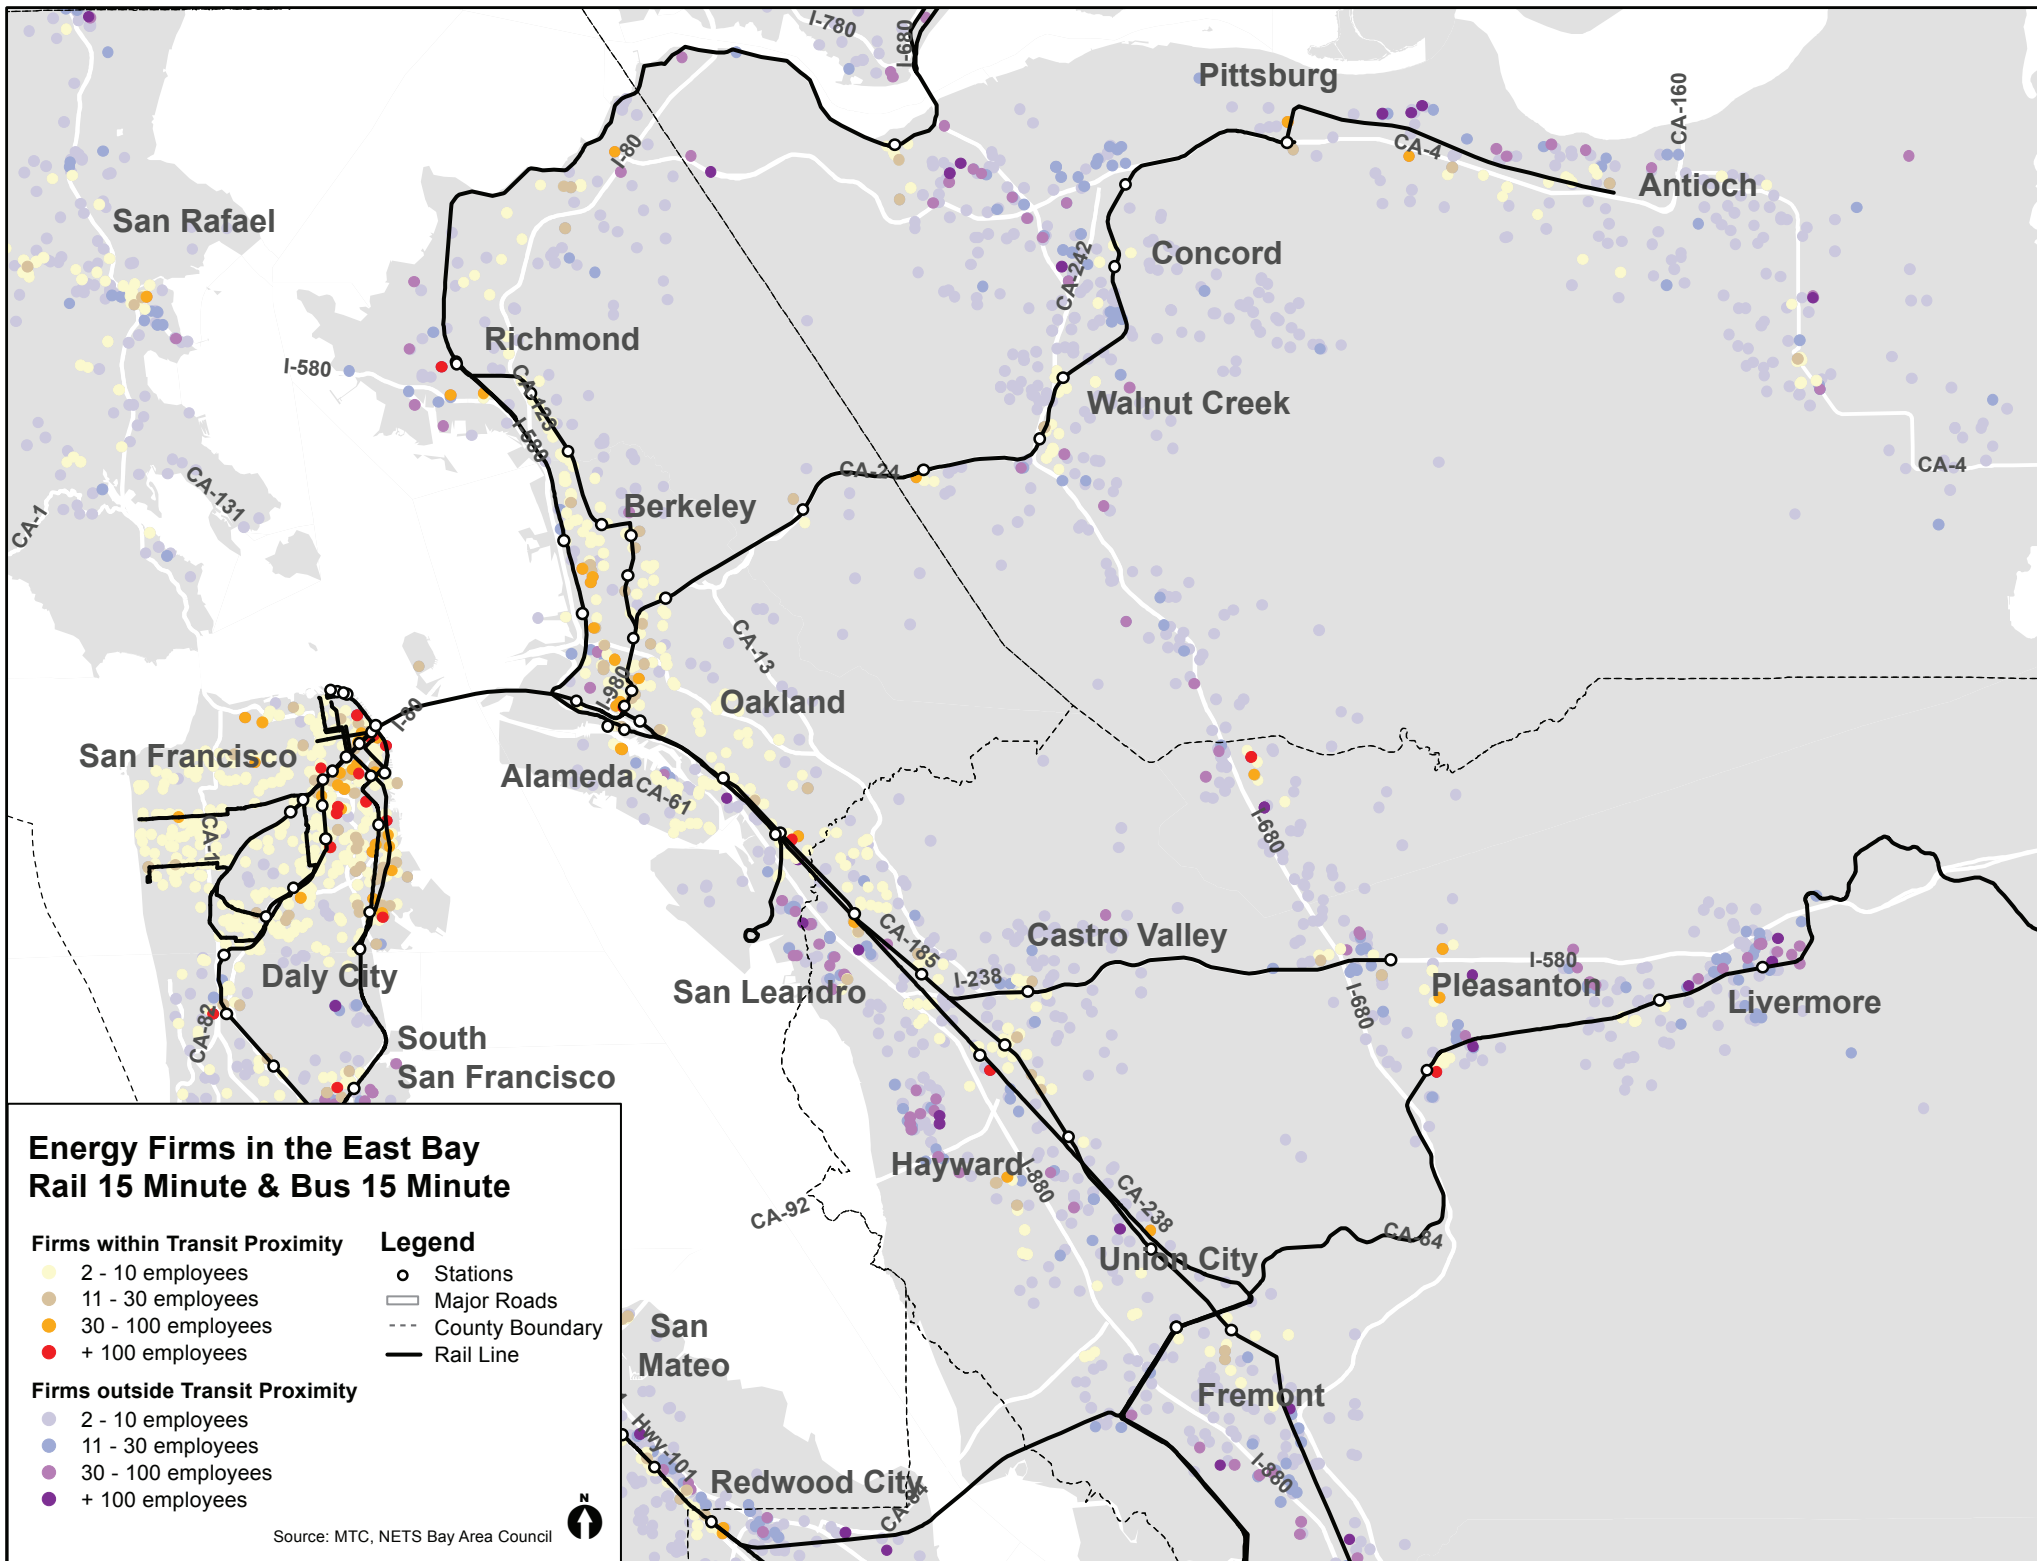 I-780
I-680
Pittsburg
CA-160
CA-4
I-80
Antioch
San Rafael
Concord
CA-242
Richmond
I-580
CA-123
I-580
Walnut Creek
CA-24
CA-4
CA-131
CA-1
Berkeley
CA-13
I-980
Oakland
I-80
San Francisco
Alameda
CA-61
CA-1
I-680
CA-185
Castro Valley
I-238
I-580
Daly City
San Leandro
Pleasanton
Livermore
I-680
CA-82
South
San Francisco
Hayward
I-880
CA-92
CA-238
CA-84
Union City
San
Mateo
Fremont
Hwy-101
Redwood City
CA-84
I-880
Energy Firms in the East Bay
Rail 15 Minute & Bus 15 Minute
Firms within Transit Proximity
2 - 10 employees
11 - 30 employees
30 - 100 employees
+ 100 employees
Firms outside Transit Proximity
2 - 10 employees
11 - 30 employees
30 - 100 employees
+ 100 employees
Legend
Stations
Major Roads
County Boundary
Rail Line
N
Source: MTC, NETS Bay Area Council